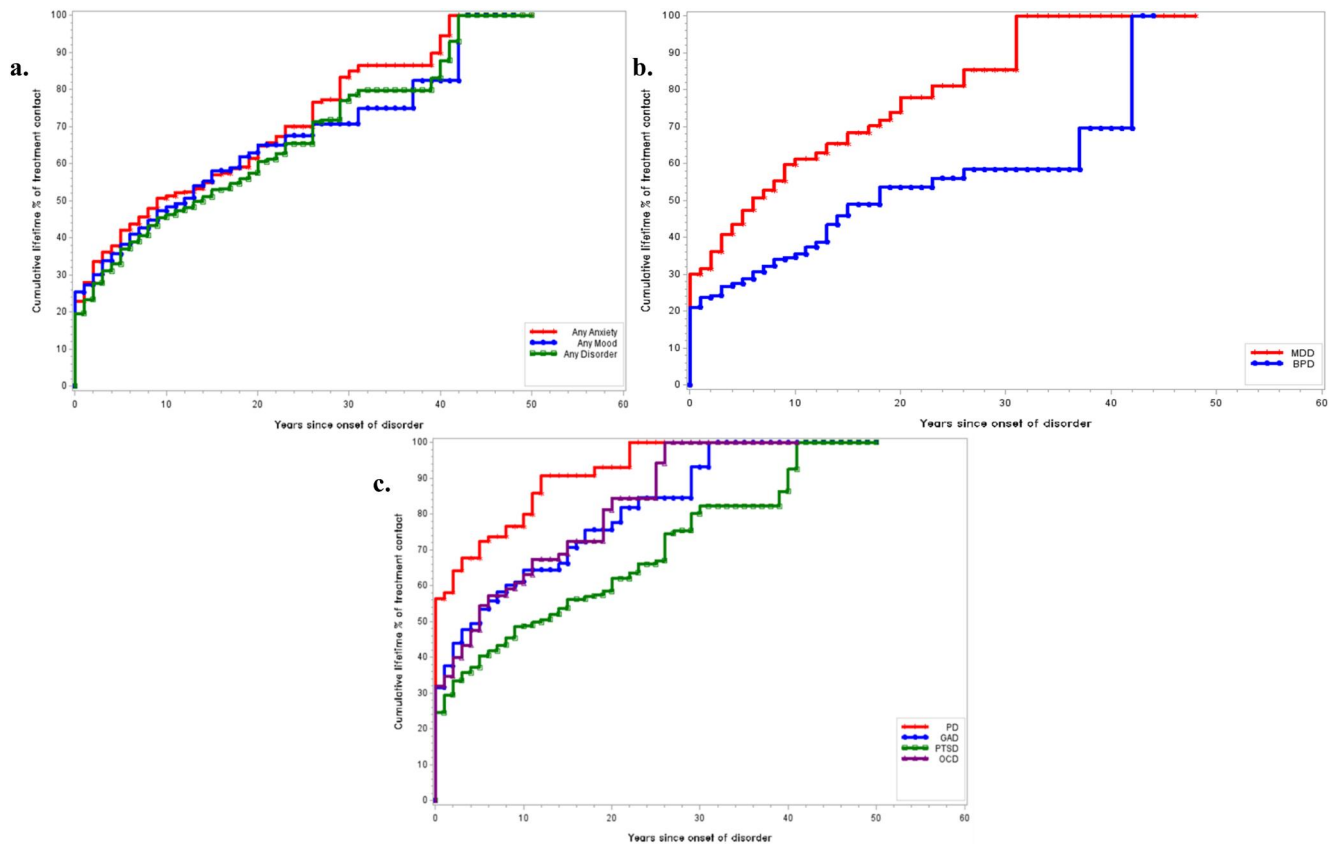 a.
Cumulative lifetime % of treatment contact
100
90
80
70
60
50
40
30
20
10
0
0 10 20 30 40 50 60
Years since onset of disorder
Any Anxiety
Any Mood
Any Disorder
b.
Cumulative lifetime % of treatment contact
100
90
80
70
60
50
40
30
20
10
0
0 10 20 30 40 50 60
Years since onset of disorder
MDD
BPD
c.
Cumulative lifetime % of treatment contact
100
90
80
70
60
50
40
30
20
10
0
0 10 20 30 40 50 60
Years since onset of disorder
PD
GAD
PTSD
OCD